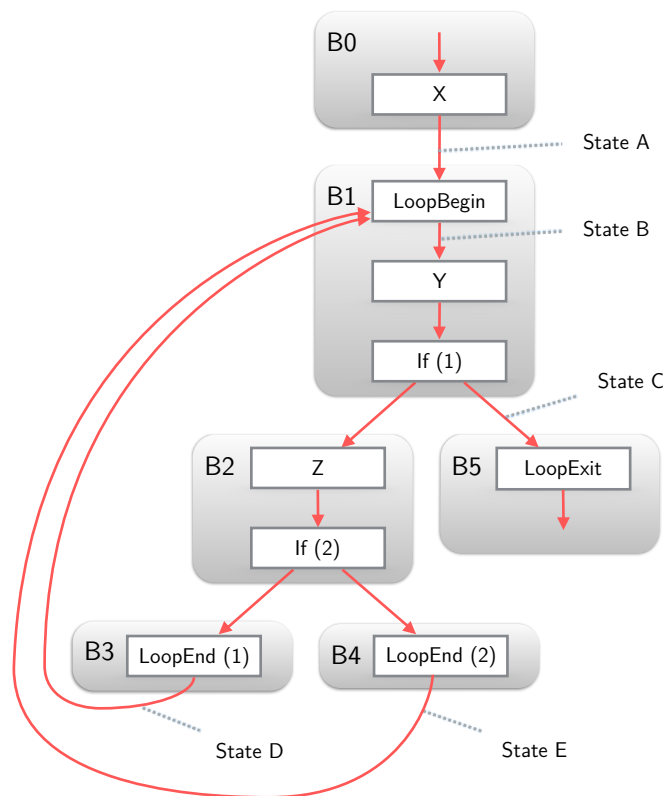 B0
X
State A
B1
LoopBegin
State B
Y
If (1)
State C
B2
Z
B5
LoopExit
If (2)
B3
LoopEnd (1)
B4
LoopEnd (2)
State D
State E